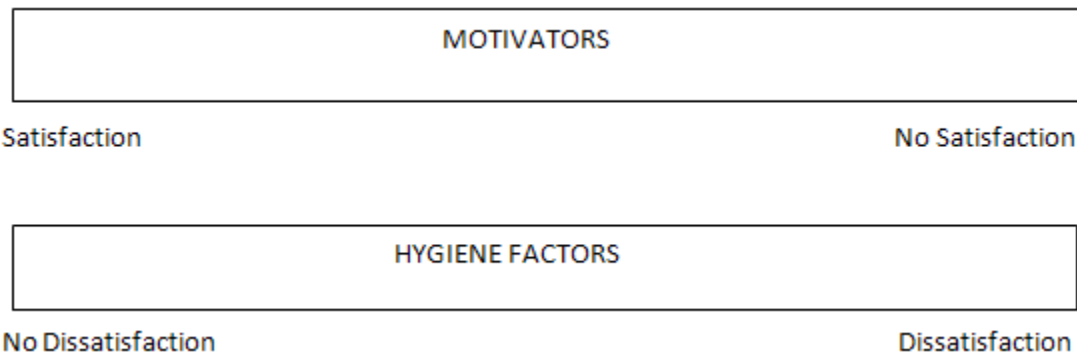 MOTIVATORS
Satisfaction No Satisfaction
HYGIENE FACTORS
No Dissatisfaction Dissatisfaction